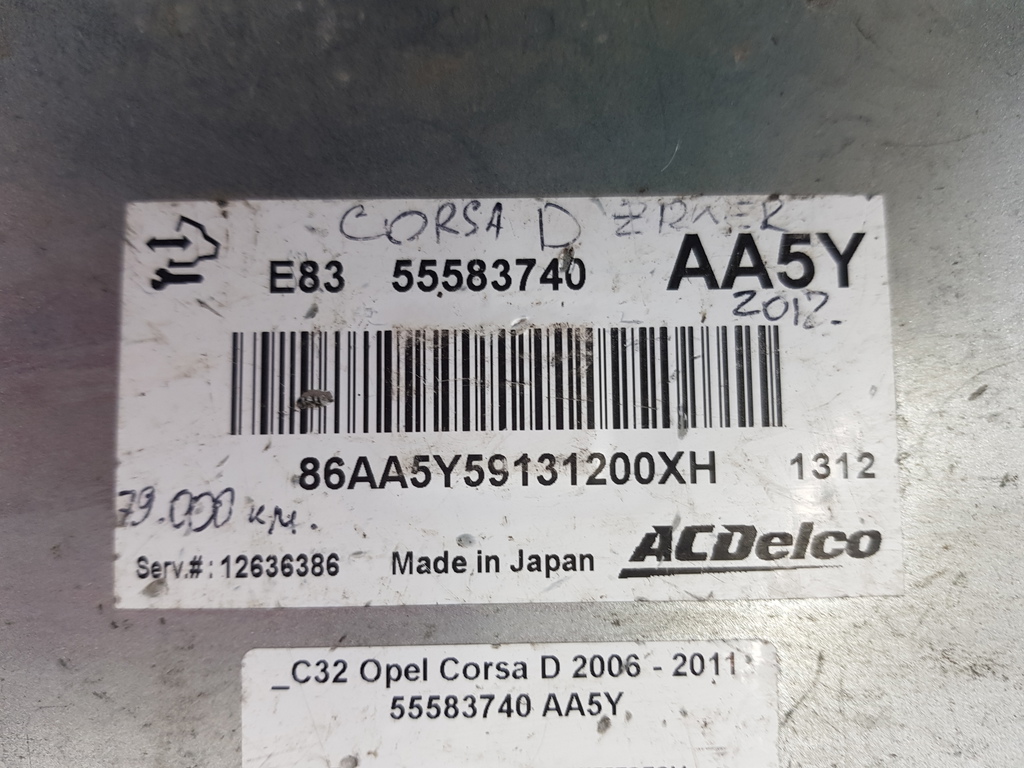 CORSA D Z12XER
E83 55583740 AA5Y
2012.
86AA5Y59131200XH 1312
79.000 км.
Serv.#: 12636386 Made in Japan ACDelco
_C32 Opel Corsa D 2006 - 2011
55583740 AA5Y